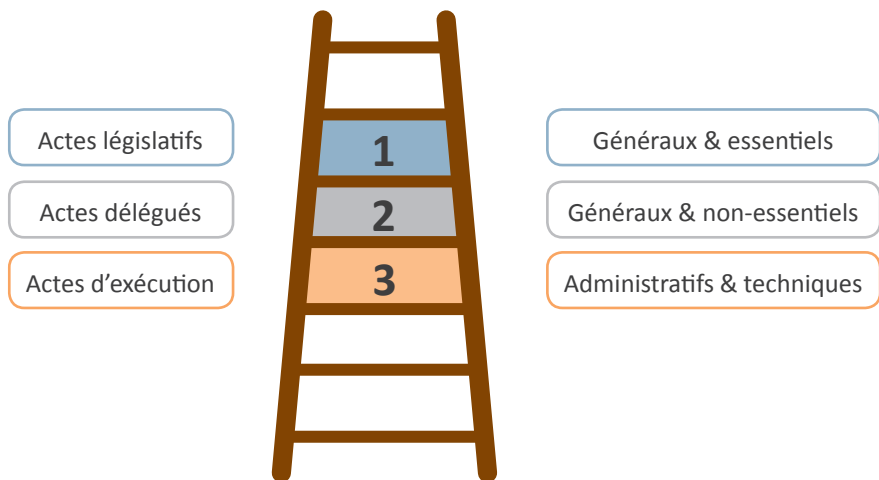 Actes législatifs
1
Généraux & essentiels
Actes délégués
2
Généraux & non-essentiels
Actes d’exécution
3
Administratifs & techniques